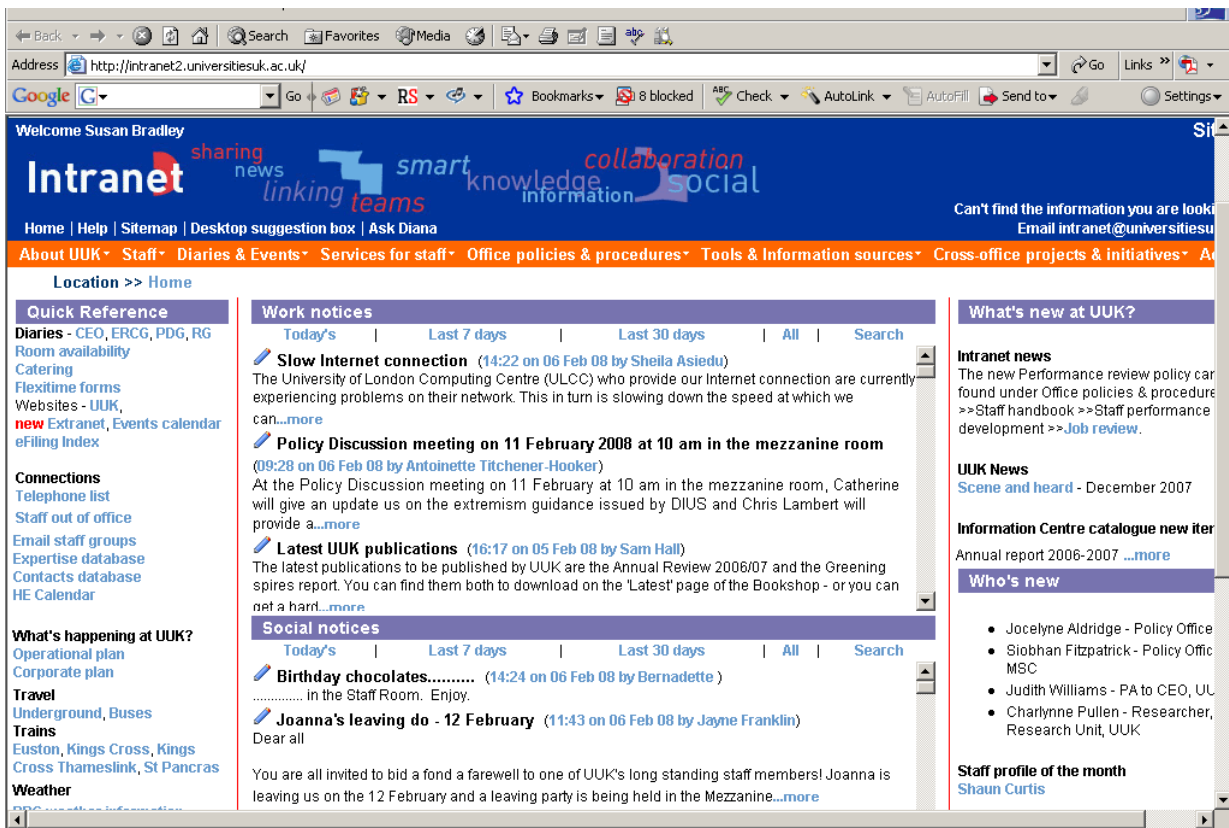 Back Search Favorites Media
Address http://intranet2.universitiesuk.ac.uk/ Go Links »
Google G Go RS Bookmarks 8 blocked Check AutoLink AutoFill Send to Settings
Welcome Susan Bradley
Intranet sharing news linking teams smart knowledge information collaboration social
Can't find the information you are
Home | Help | Sitemap | Desktop suggestion box | Ask Diana
Email intranet@universitiesu
About UUK Staff Diaries & Events Services for staff Office policies & procedures Tools & Information sources Cross-office projects & initiatives
Location >> Home
Quick Reference
Diaries - CEO, ERCG, PDG, RG
Room availability
Catering
Flexitime forms
Websites - UUK,
new Extranet, Events calendar
eFiling Index
Connections
Telephone list
Staff out of office
Email staff groups
Expertise database
Contacts database
HE Calendar
What's happening at UUK?
Operational plan
Corporate plan
Travel
Underground, Buses
Trains
Euston, Kings Cross, Kings
Cross Thameslink, St Pancras
Weather
Work notices
Today's | Last 7 days | Last 30 days | All | Search
Slow Internet connection (14:22 on 06 Feb 08 by Sheila Asiedu)
The University of London Computing Centre (ULCC) who provide our Internet connection are currently
experiencing problems on their network. This in turn is slowing down the speed at which we
can...more
Policy Discussion meeting on 11 February 2008 at 10 am in the mezzanine room
(09:28 on 06 Feb 08 by Antoinette Titchener-Hooker)
At the Policy Discussion meeting on 11 February at 10 am in the mezzanine room, Catherine
will give an update us on the extremism guidance issued by DIUS and Chris Lambert will
provide a...more
Latest UUK publications (16:17 on 05 Feb 08 by Sam Hall)
The latest publications to be published by UUK are the Annual Review 2006/07 and the Greening
spires report. You can find them both to download on the 'Latest' page of the Bookshop - or you can
get a hard...more
Social notices
Today's | Last 7 days | Last 30 days | All | Search
Birthday chocolates.......... (14:24 on 06 Feb 08 by Bernadette )
.............. in the Staff Room. Enjoy.
Joanna's leaving do - 12 February (11:43 on 06 Feb 08 by Jayne Franklin)
Dear all
You are all invited to bid a fond a farewell to one of UUK's long standing staff members! Joanna is
leaving us on the 12 February and a leaving party is being held in the Mezzanine...more
What's new at UUK?
Intranet news
The new Performance review policy can
found under Office policies & procedure
>>Staff handbook >>Staff performance
development >>Job review.
UUK News
Scene and heard - December 2007
Information Centre catalogue new
Annual report 2006-2007 ...more
Who's new
Jocelyne Aldridge - Policy Office
Siobhan Fitzpatrick - Policy Offic
MSC
Judith Williams - PA to CEO,
Charlynne Pullen - Researcher,
Research Unit, UUK
Staff profile of the month
Shaun Curtis